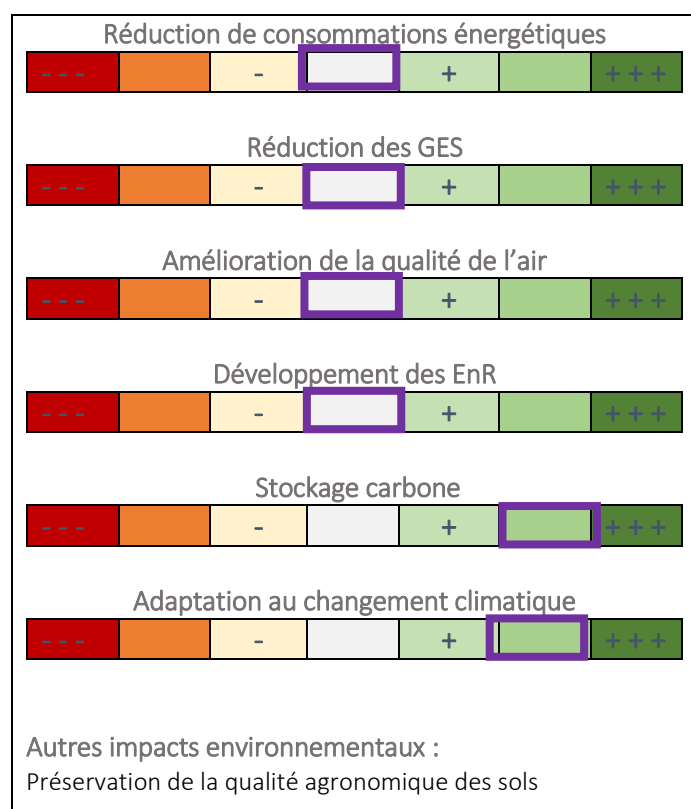 Réduction de consommations énergétiques
- - - - + + + +
Réduction des GES
- - - - + + + +
Amélioration de la qualité de l’air
- - - - + + + +
Développement des EnR
- - - - + + + +
Stockage carbone
- - - - + + + +
Adaptation au changement climatique
- - - - + + + +
Autres impacts environnementaux :
Préservation de la qualité agronomique des sols